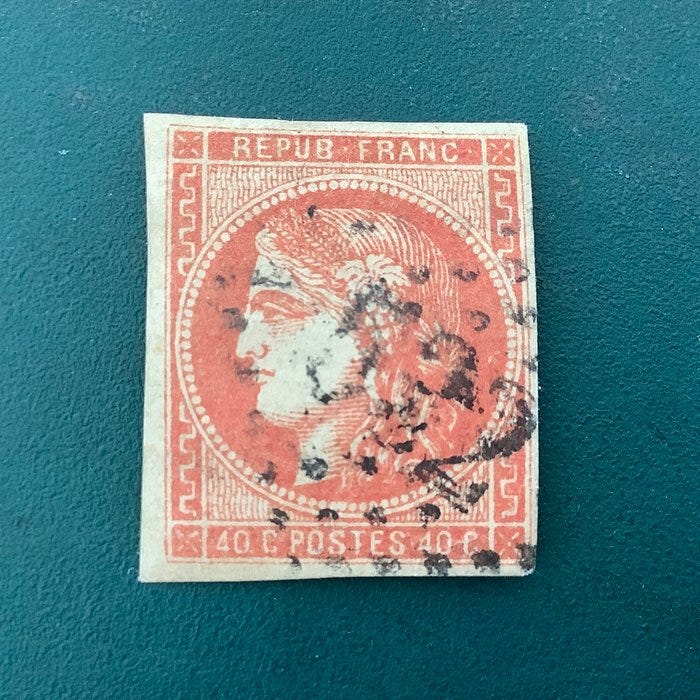 REPUB · FRANC ·
40. C POSTES 40. C.